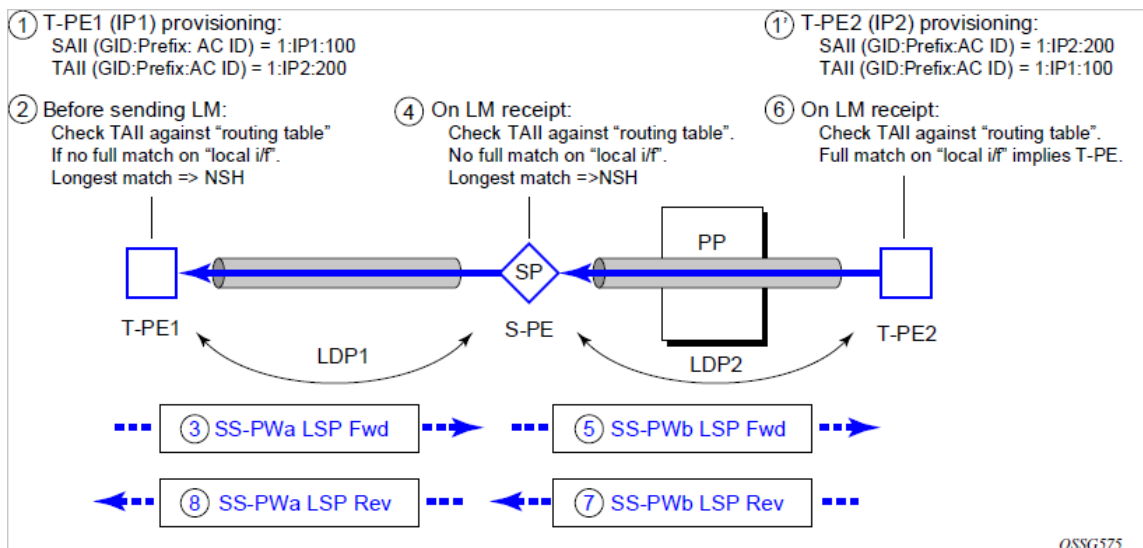 1 T-PE1 (IP1) provisioning:
SAII (GID:Prefix: AC ID) = 1:IP1:100
TAII (GID:Prefix:AC ID) = 1:IP2:200
1' T-PE2 (IP2) provisioning:
SAII (GID:Prefix:AC ID) = 1:IP2:200
TAII (GID:Prefix:AC ID) = 1:IP1:100
2 Before sending LM:
Check TAII against “routing table”
If no full match on “local i/f”.
Longest match => NSH
4 On LM receipt:
Check TAII against “routing table”.
No full match on “local i/f”.
Longest match =>NSH
6 On LM receipt:
Check TAII against “routing table”.
Full match on “local i/f” implies T-PE.
PP
SP
T-PE1
S-PE
T-PE2
LDP1
LDP2
3 SS-PWa LSP Fwd
5 SS-PWb LSP Fwd
8 SS-PWa LSP Rev
7 SS-PWb LSP Rev
OSSG575